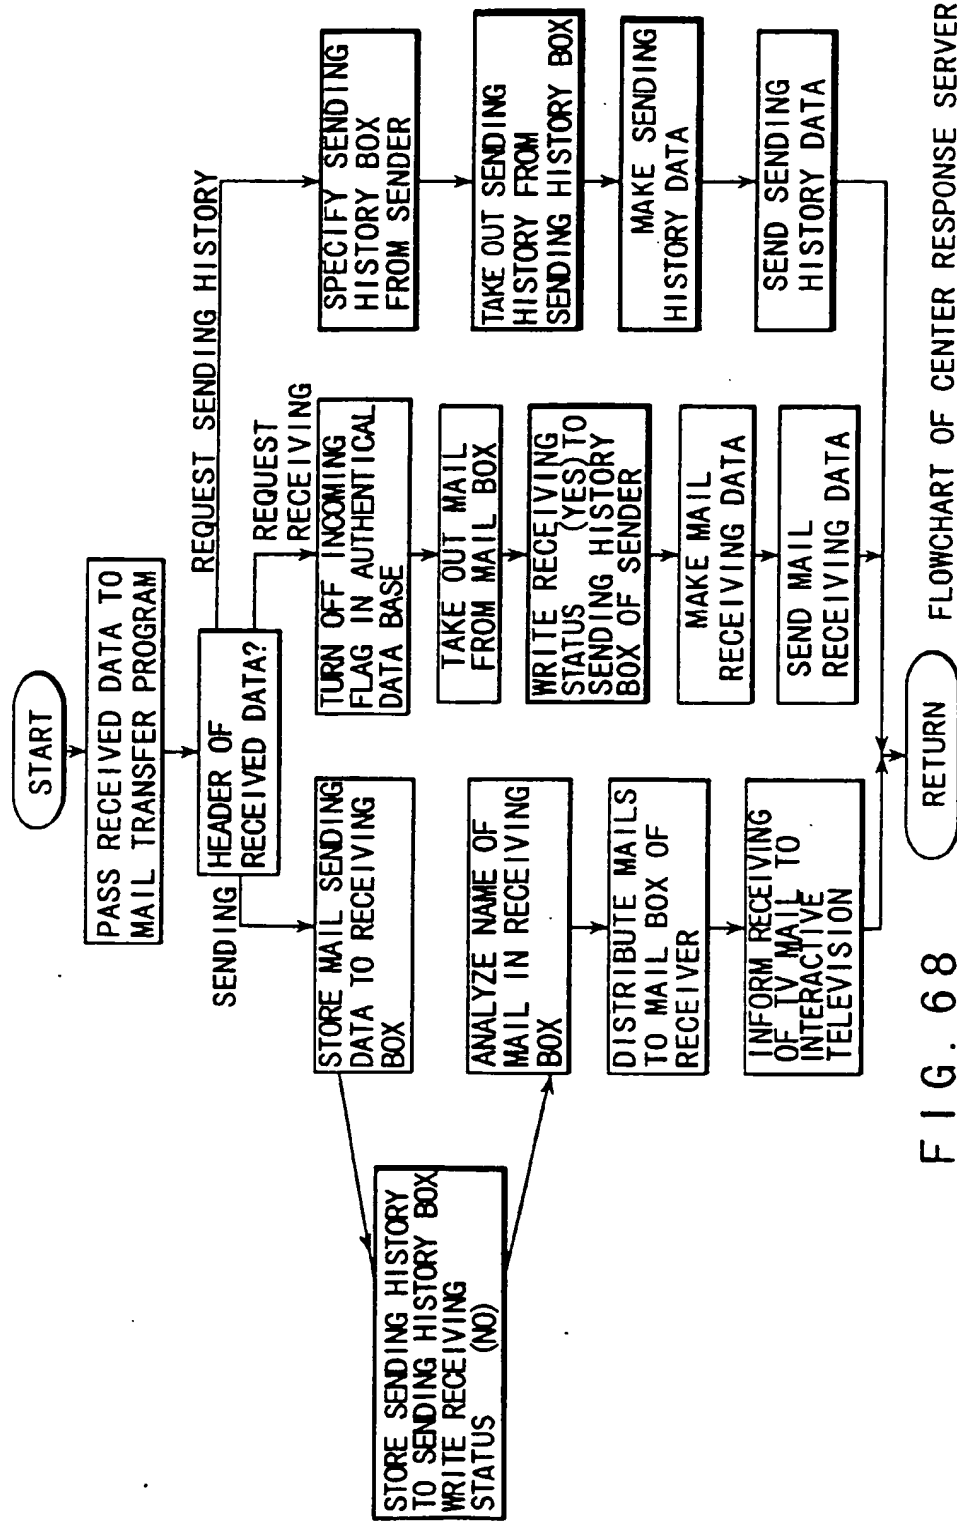 START
PASS RECEIVED DATA TO
MAIL TRANSFER PROGRAM
HEADER OF
RECEIVED DATA?
SENDING
REQUEST
RECEIVING
REQUEST SENDING HISTORY
STORE MAIL SENDING
DATA TO RECEIVING
BOX
STORE SENDING HISTORY
TO SENDING HISTORY BOX
WRITE RECEIVING
STATUS (NO)
ANALYZE NAME OF
MAIL IN RECEIVING
BOX
DISTRIBUTE MAILS
TO MAIL BOX OF
RECEIVER
INFORM RECEIVING
OF TV MAIL TO
INTERACTIVE
TELEVISION
TURN OFF INCOMING
FLAG IN AUTHENTICAL
DATA BASE
TAKE OUT MAIL
FROM MAIL BOX
WRITE RECEIVING
STATUS (YES) TO
SENDING HISTORY
BOX OF SENDER
MAKE MAIL
RECEIVING DATA
SEND MAIL
RECEIVING DATA
SPECIFY SENDING
HISTORY BOX
FROM SENDER
TAKE OUT SENDING
HISTORY FROM
SENDING HISTORY BOX
MAKE SENDING
HISTORY DATA
SEND SENDING
HISTORY DATA
RETURN
FIG. 68
FLOWCHART OF CENTER RESPONSE SERVER